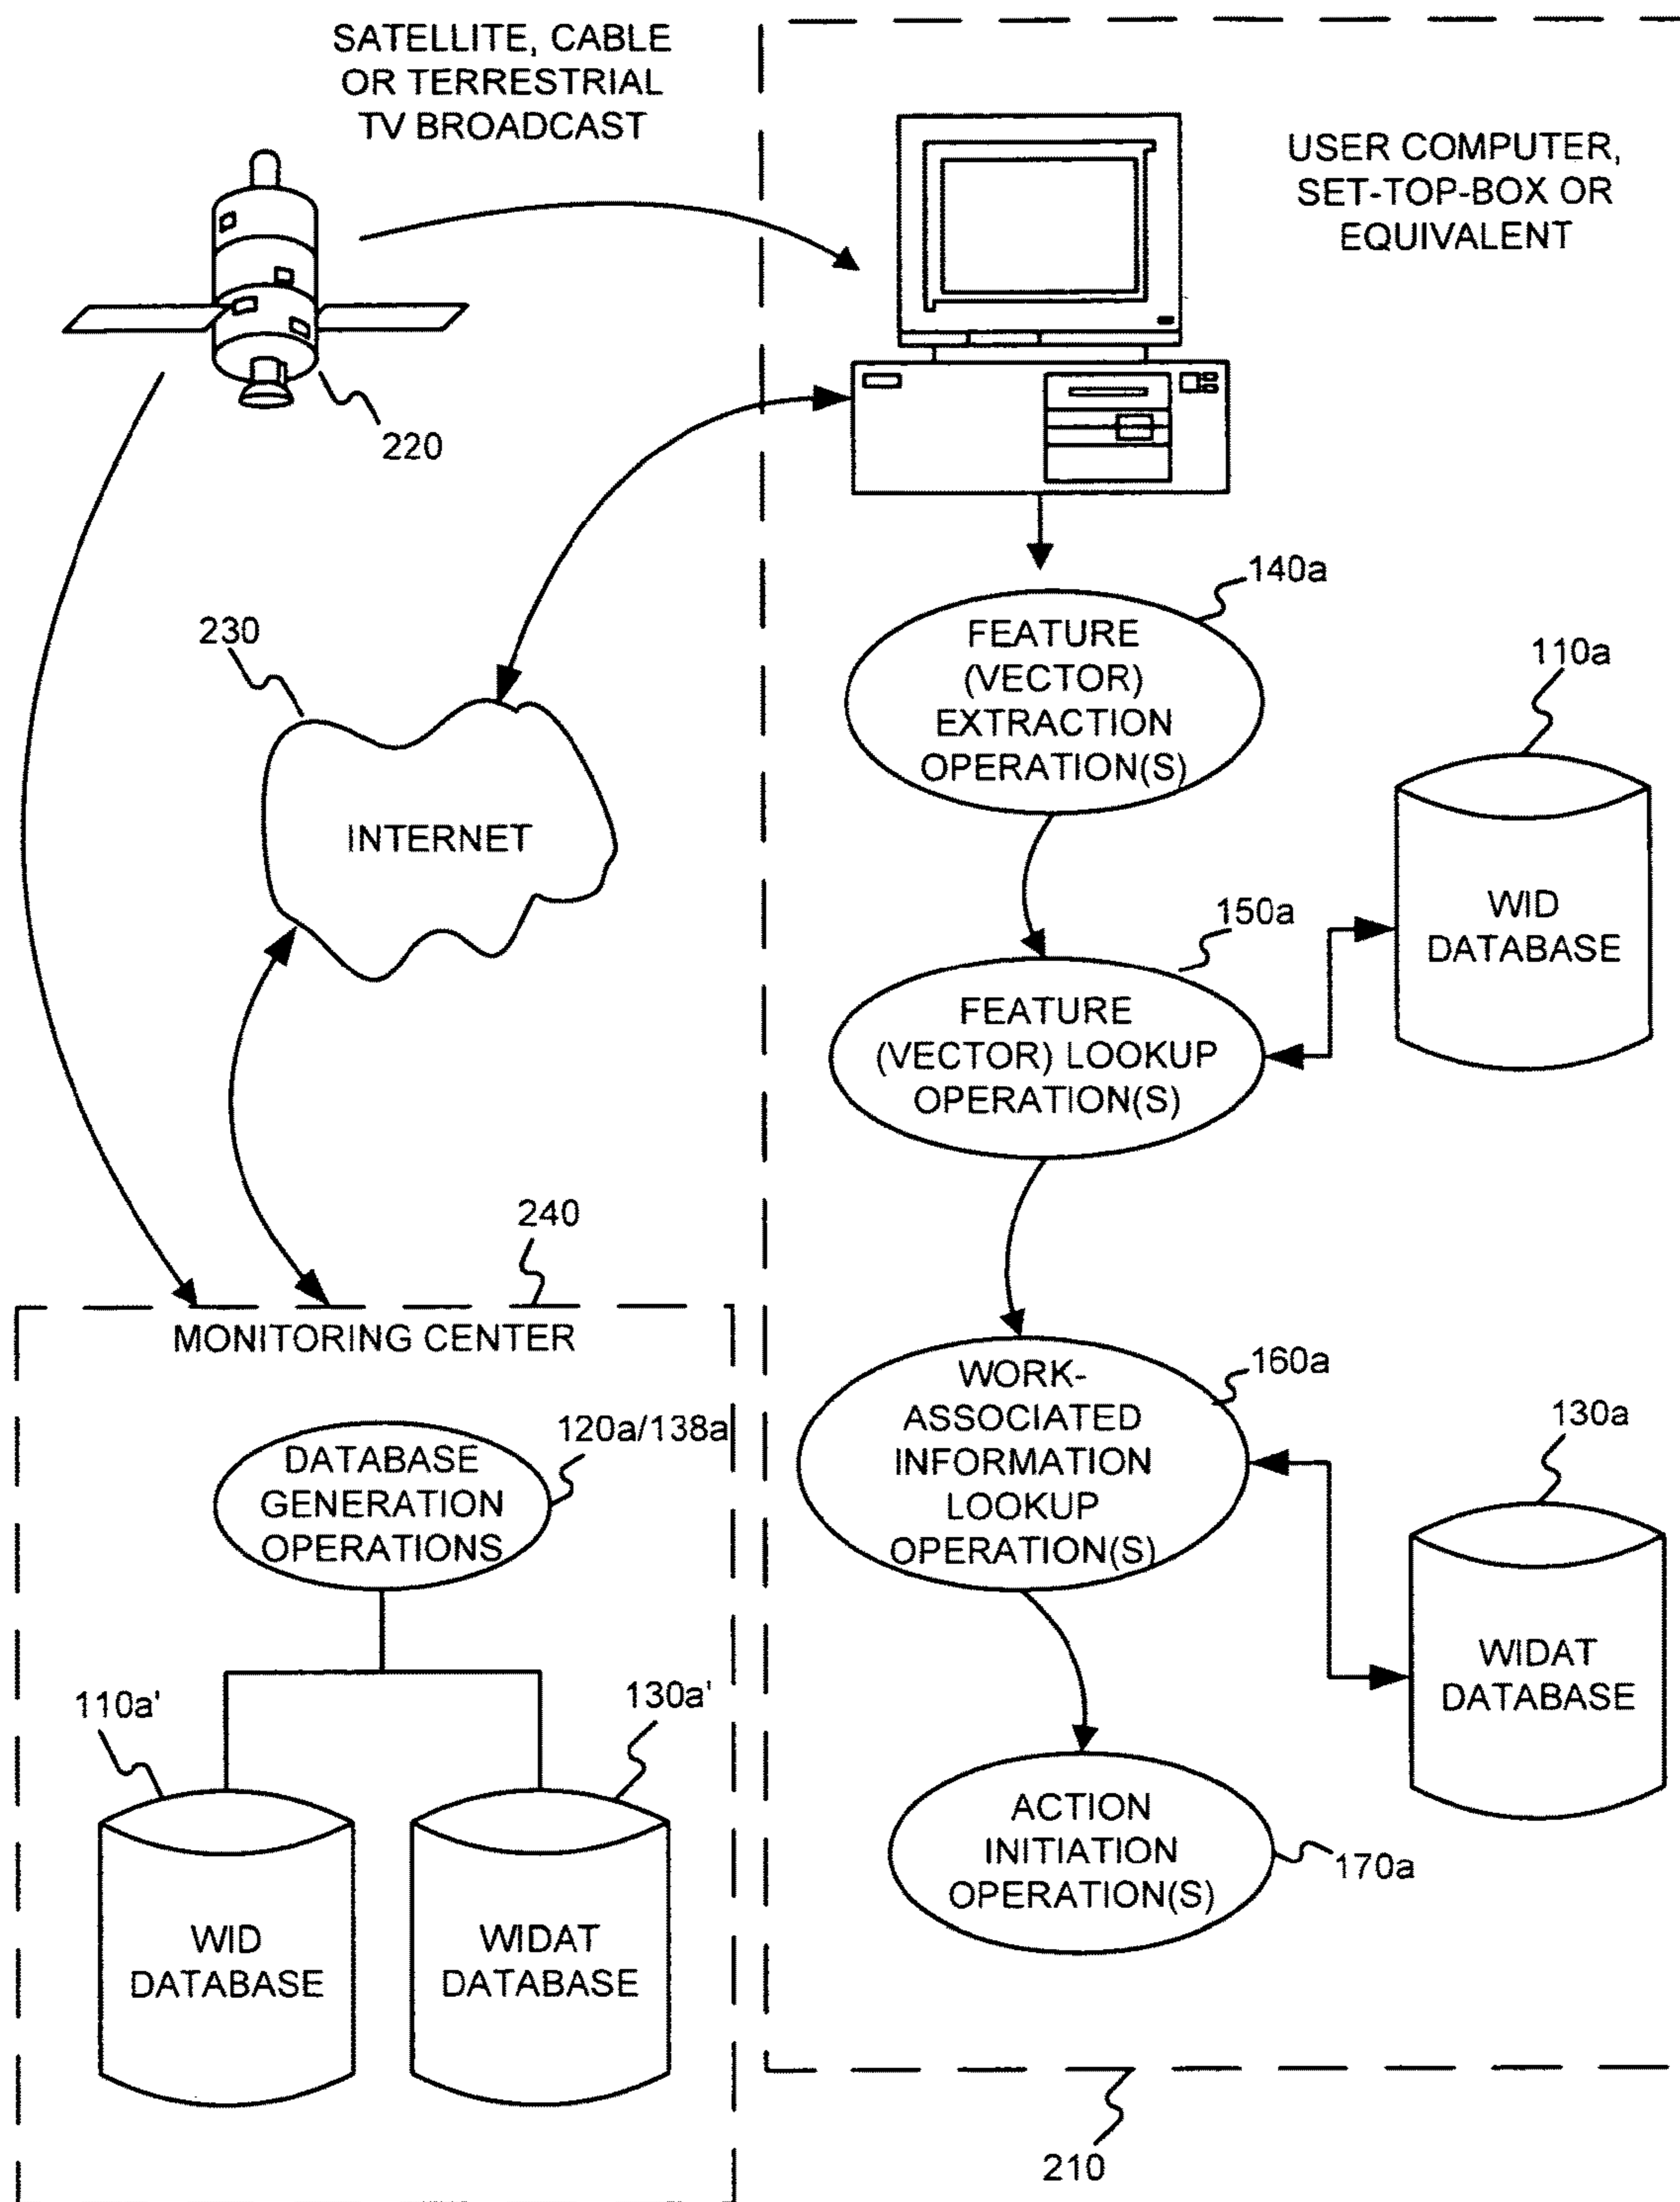 SATELLITE, CABLE
OR TERRESTRIAL
TV BROADCAST
USER COMPUTER,
SET-TOP-BOX OR
EQUIVALENT
220
140a
FEATURE
(VECTOR)
EXTRACTION
OPERATION(S)
230
110a
INTERNET
WID
DATABASE
150a
FEATURE
(VECTOR) LOOKUP
OPERATION(S)
240
MONITORING CENTER
160a
WORK-
ASSOCIATED
INFORMATION
LOOKUP
OPERATION(S)
130a
120a/138a
DATABASE
GENERATION
OPERATIONS
WIDAT
DATABASE
110a'
130a'
ACTION
INITIATION
OPERATION(S)
170a
WID
DATABASE
WIDAT
DATABASE
210